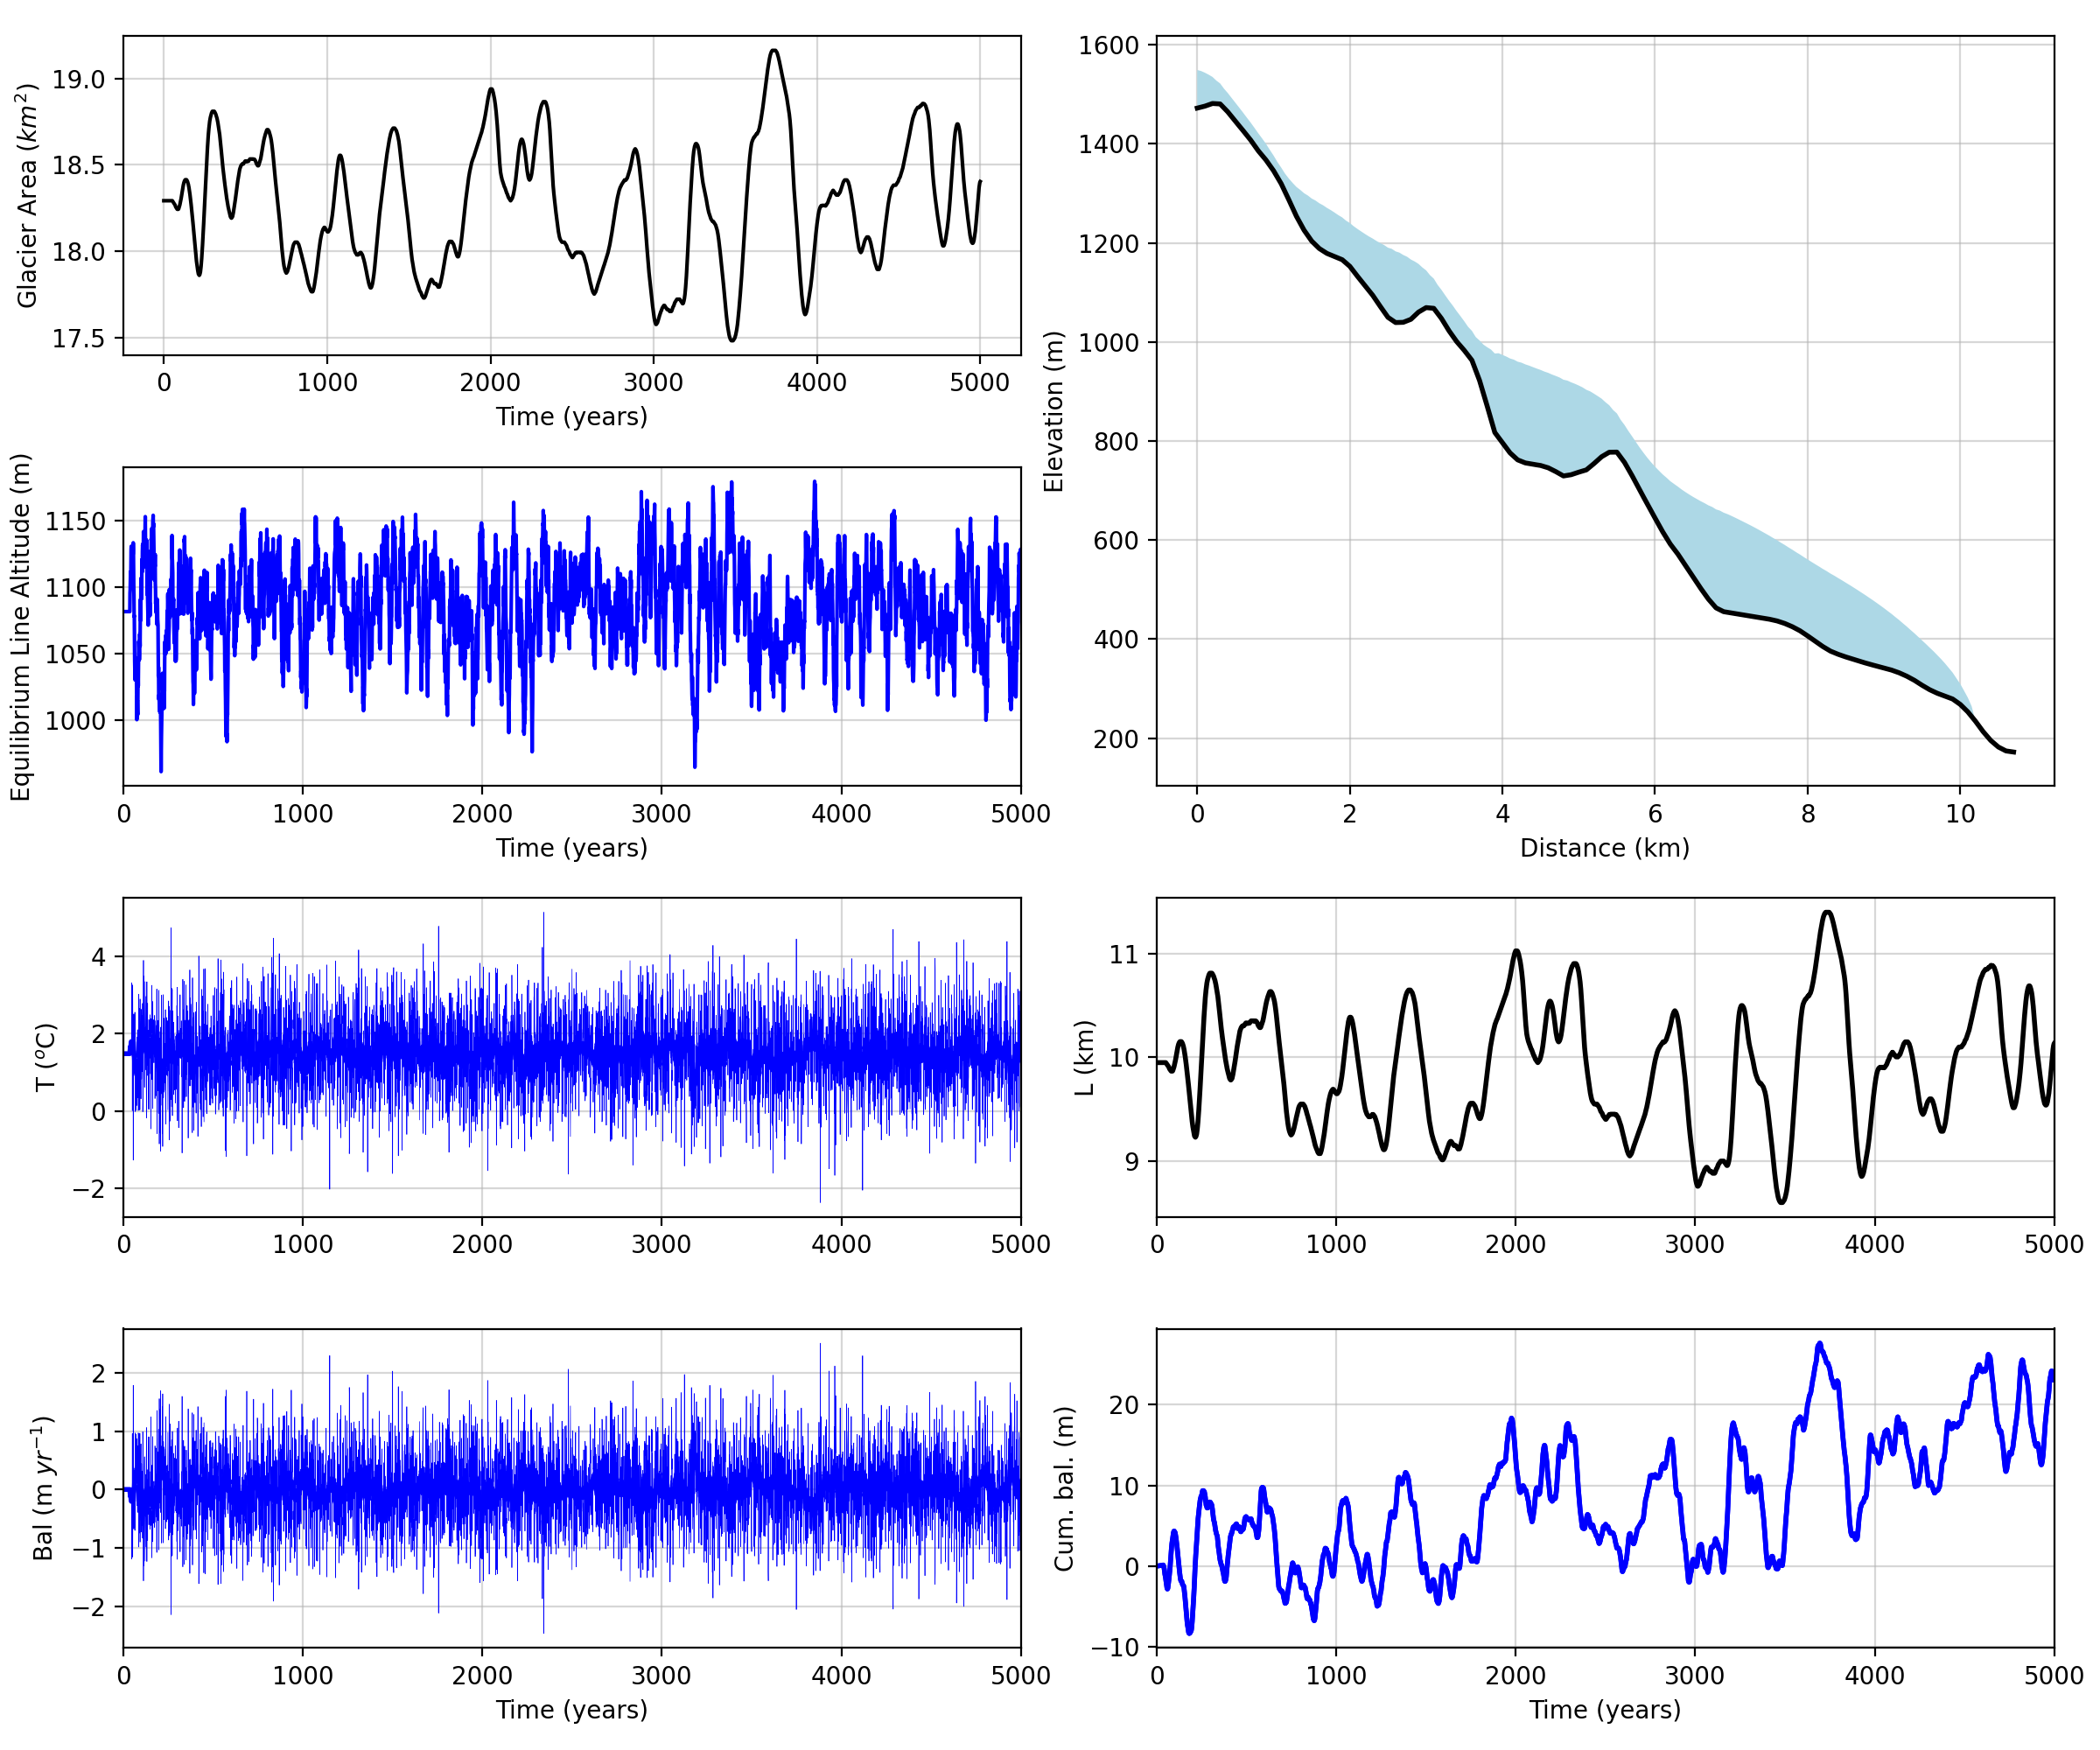 Glacier Area (km²)
19.0
18.5
18.0
17.5
0 1000 2000 3000 4000 5000
Time (years)
Equilibrium Line Altitude (m)
1150
1100
1050
1000
0 1000 2000 3000 4000 5000
Time (years)
Elevation (m)
1600
1400
1200
1000
800
600
400
200
0 2 4 6 8 10
Distance (km)
T (°C)
4
2
0
−2
0 1000 2000 3000 4000 5000
L (km)
11
10
9
0 1000 2000 3000 4000 5000
Bal (m yr⁻¹)
2
1
0
−1
−2
0 1000 2000 3000 4000 5000
Time (years)
Cum. bal. (m)
20
10
0
−10
0 1000 2000 3000 4000 5000
Time (years)